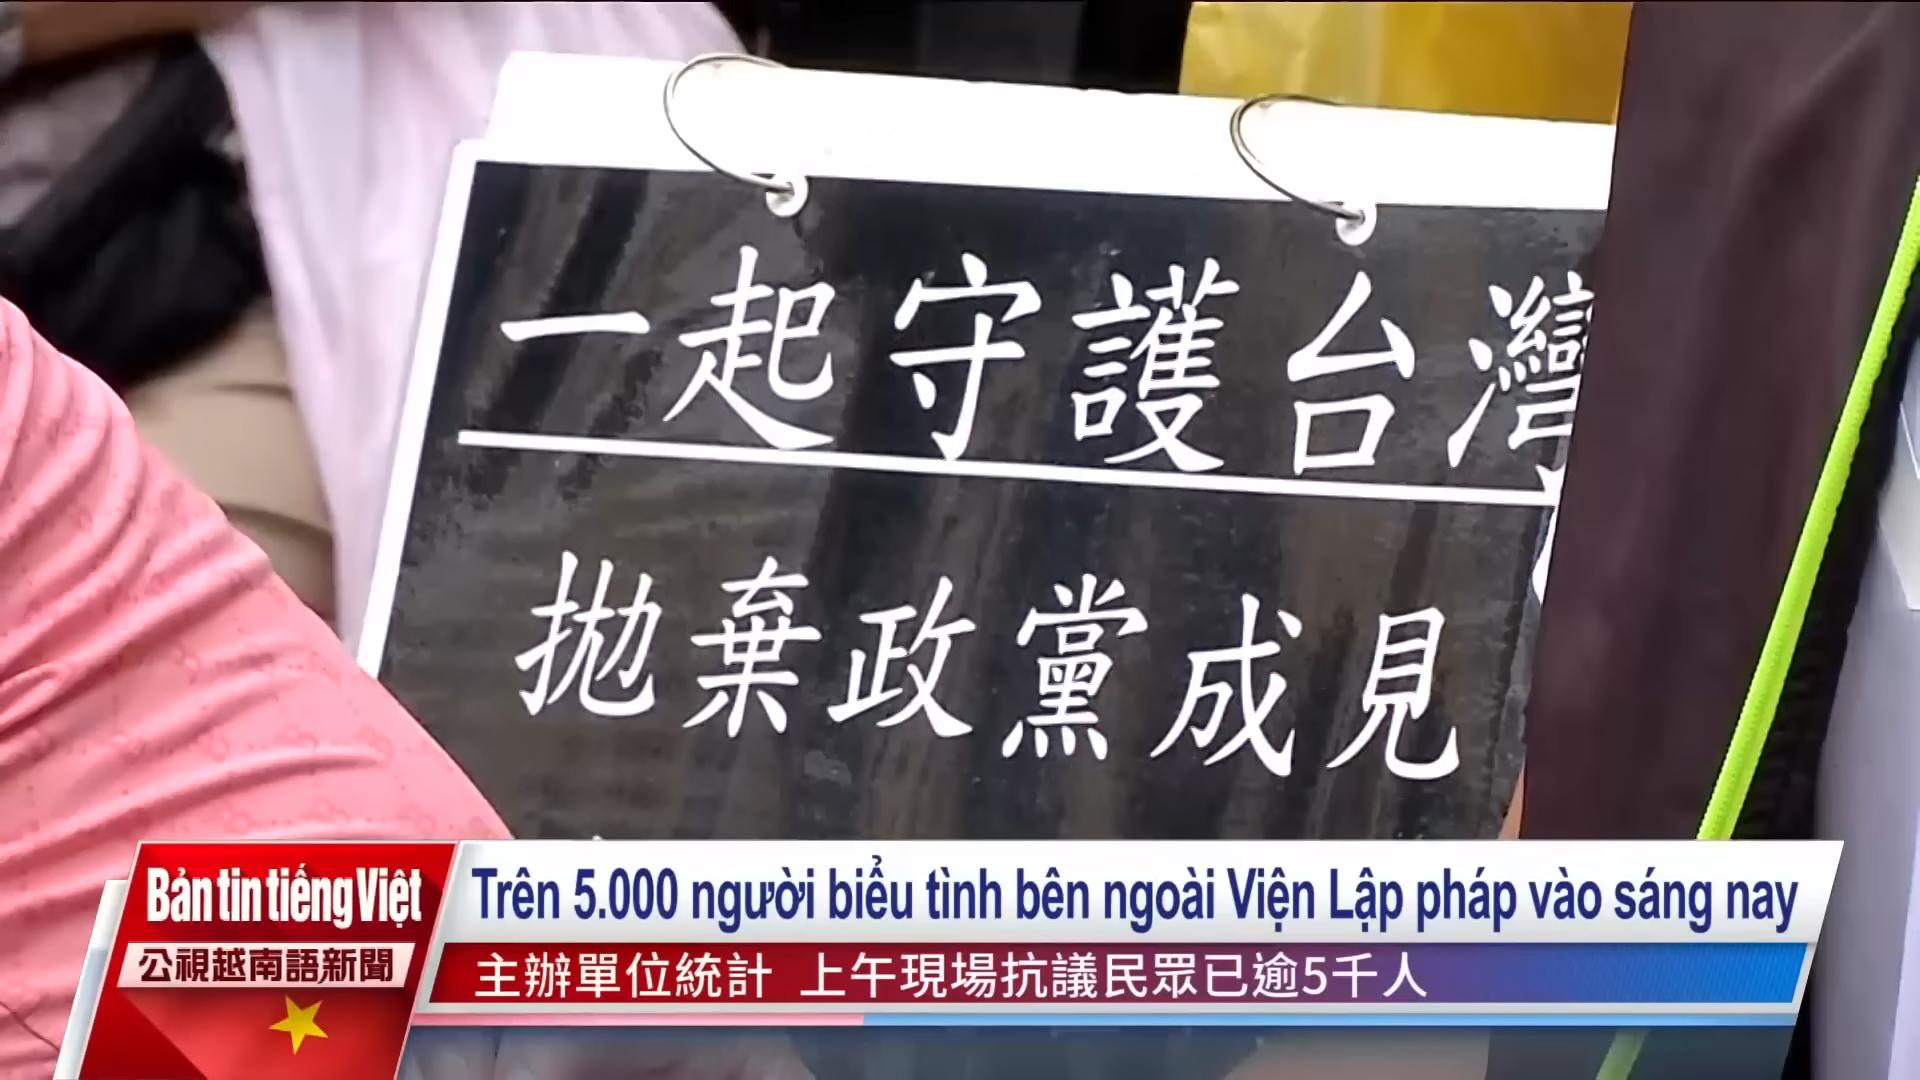 一起守護台灣
拋棄政黨成見
Bản tin tiếng Việt
公視越南語新聞
Trên 5.000 người biểu tình bên ngoài Viện Lập pháp vào sáng nay
主辦單位統計 上午現場抗議民眾已逾5千人